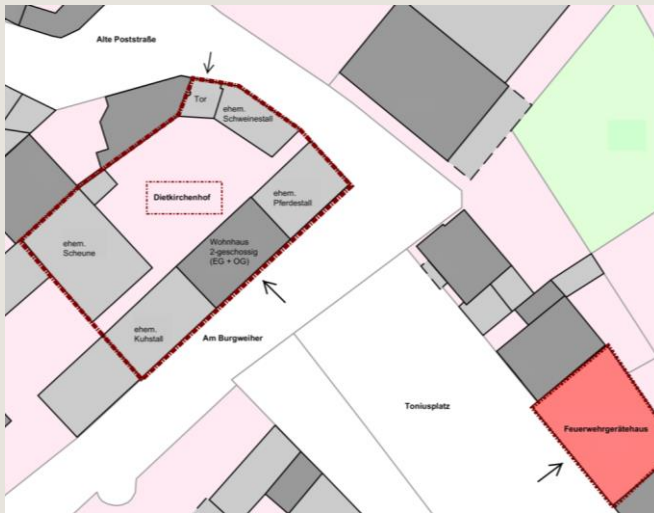 Alte Poststraße
Tor
ehem.
Schweinestall
ehem.
Pferdestall
Dietkirchenhof
Wohnhaus
2-geschossig
(EG + OG)
ehem.
Scheune
ehem.
Kuhstall
Am Burgweiher
Toniusplatz
Feuerwehrgerätehaus